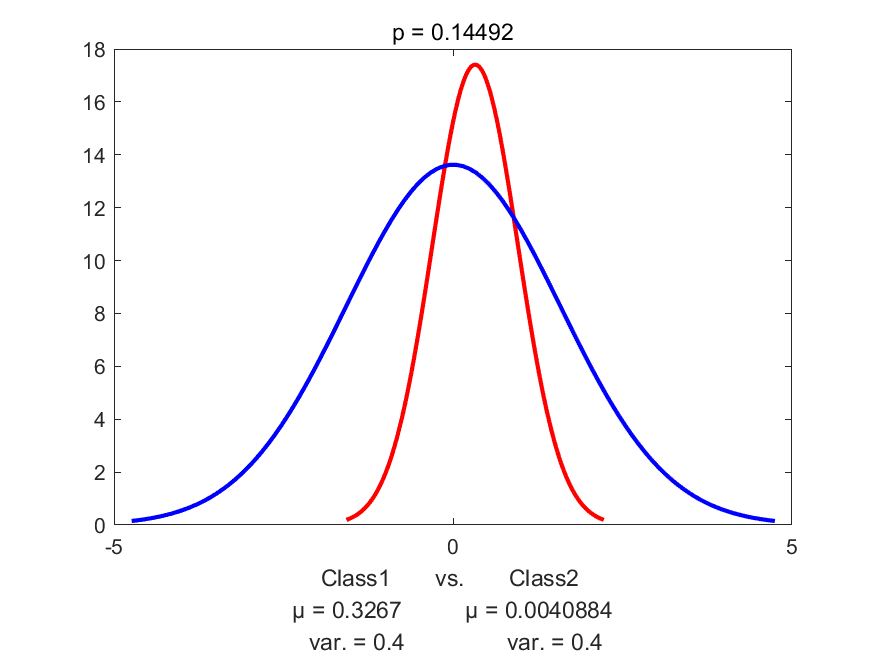 p = 0.14492
18
16
14
12
10
8
6
4
2
0
-5 0 5
Class1 vs. Class2
μ = 0.3267 μ = 0.0040884
var. = 0.4 var. = 0.4